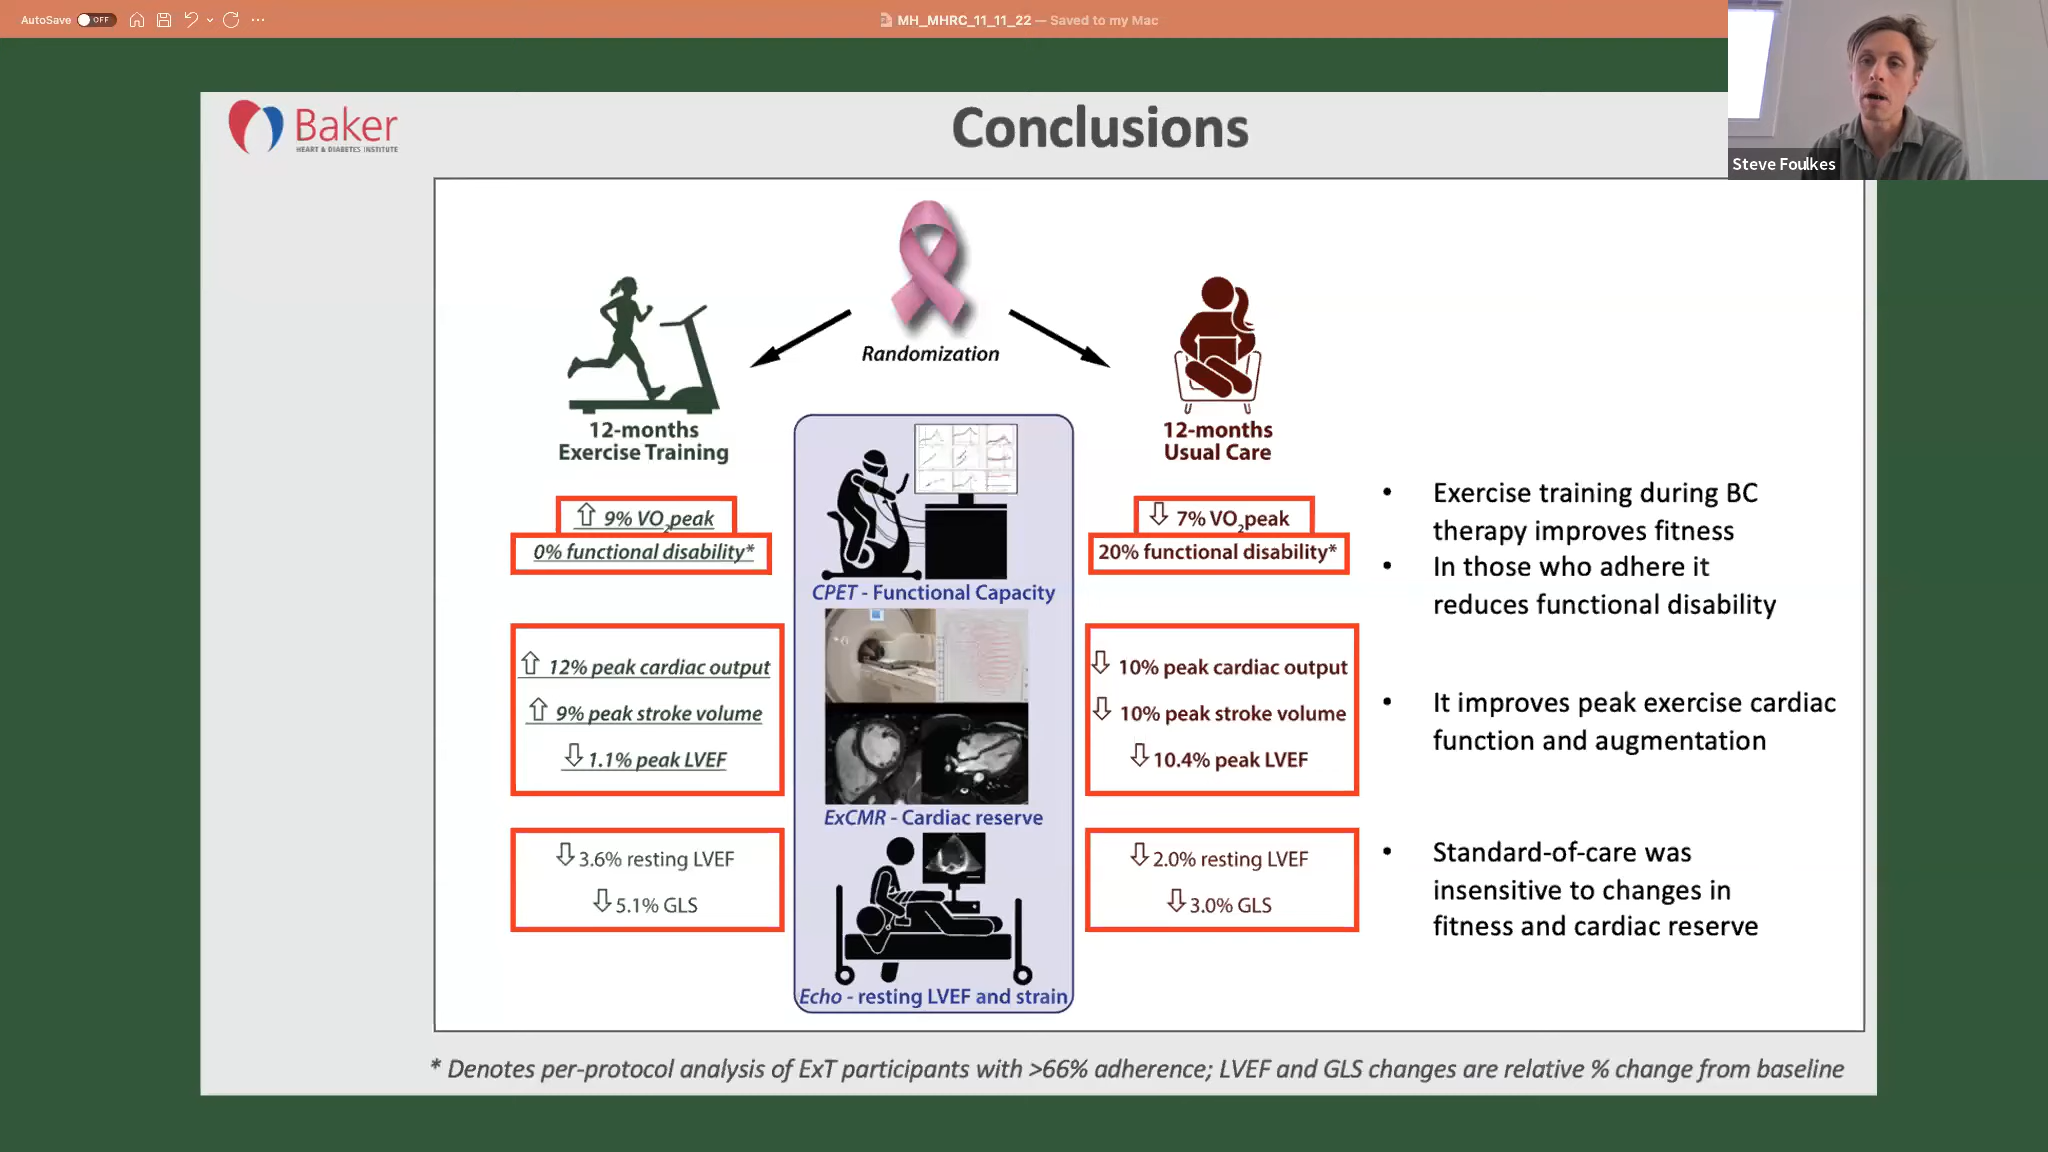 AutoSave OFF
MH_MHRC_11_11_22 — Saved to my Mac
Steve Foulkes
Baker
HEART & DIABETES INSTITUTE
Conclusions
Randomization
12-months
Exercise Training
⇧ 9% VO2peak
0% functional disability*
⇧ 12% peak cardiac output
⇧ 9% peak stroke volume
⇩ 1.1% peak LVEF
⇩ 3.6% resting LVEF
⇩ 5.1% GLS
CPET - Functional Capacity
ExCMR - Cardiac reserve
Echo - resting LVEF and strain
12-months
Usual Care
⇩ 7% VO2peak
20% functional disability*
⇩ 10% peak cardiac output
⇩ 10% peak stroke volume
⇩ 10.4% peak LVEF
⇩ 2.0% resting LVEF
⇩ 3.0% GLS
• Exercise training during BC
therapy improves fitness
• In those who adhere it
reduces functional disability
• It improves peak exercise cardiac
function and augmentation
• Standard-of-care was
insensitive to changes in
fitness and cardiac reserve
* Denotes per-protocol analysis of ExT participants with >66% adherence; LVEF and GLS changes are relative % change from baseline